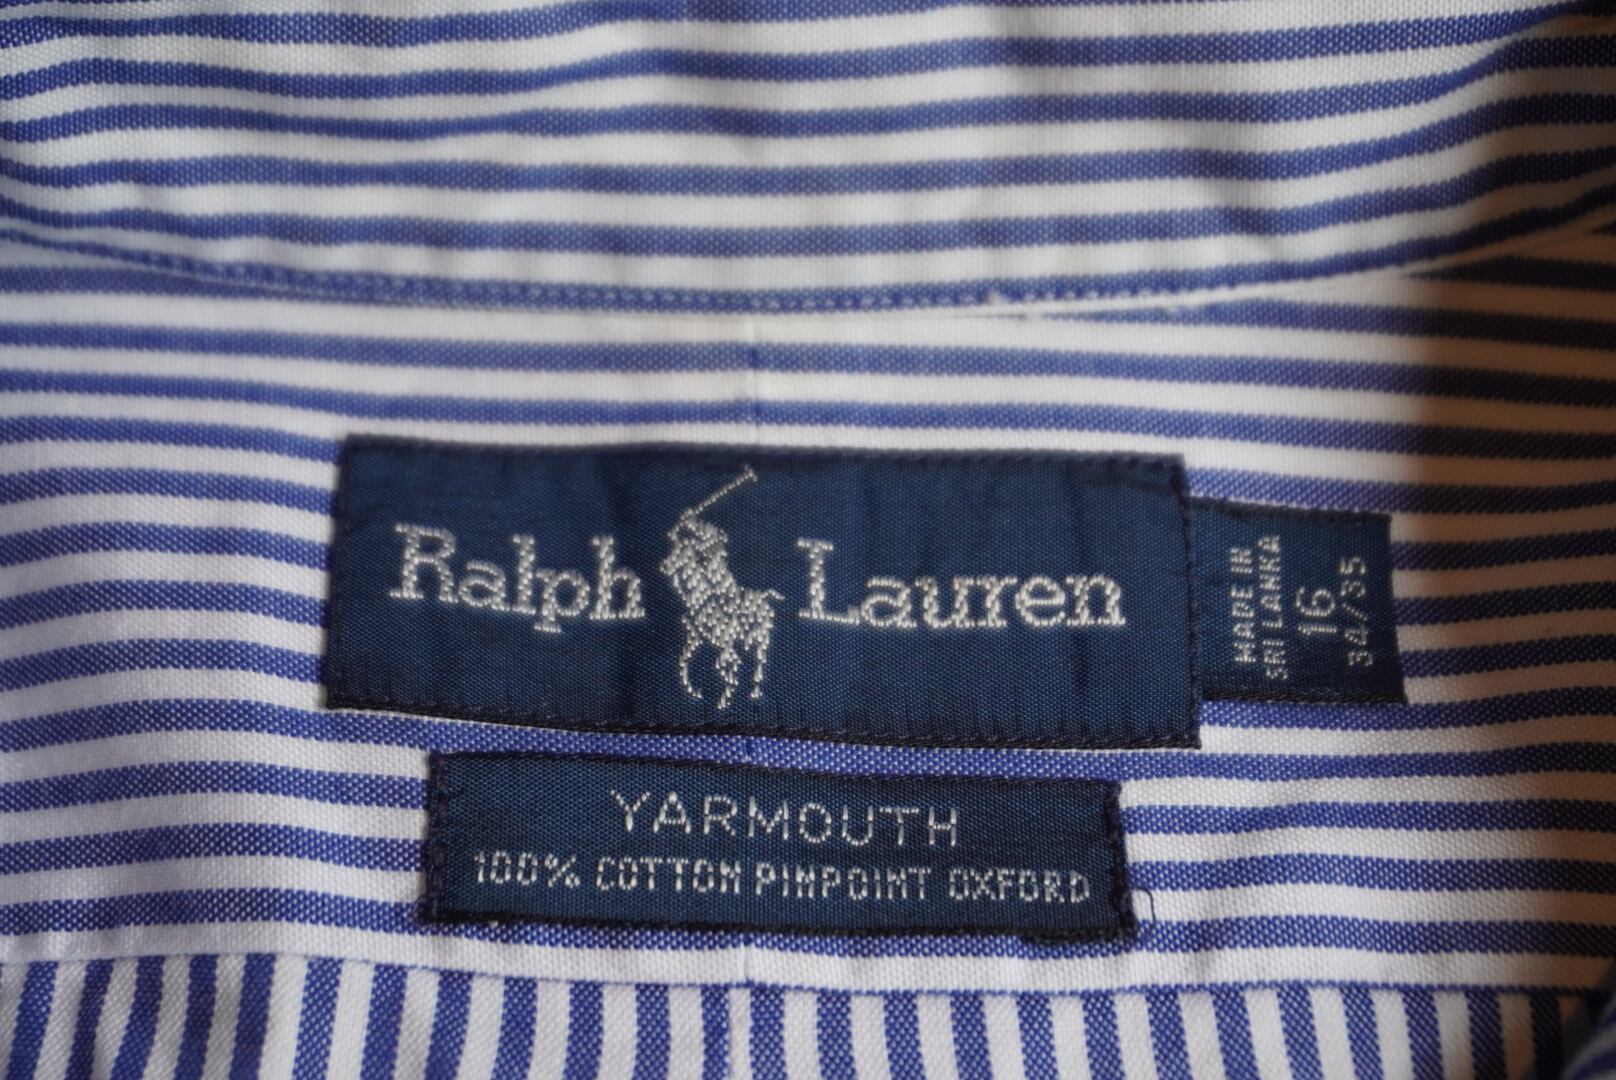 Ralph Lauren
MADE IN
SRI LANKA
16
34/35
YARMOUTH
100% COTTON PINPOINT OXFORD